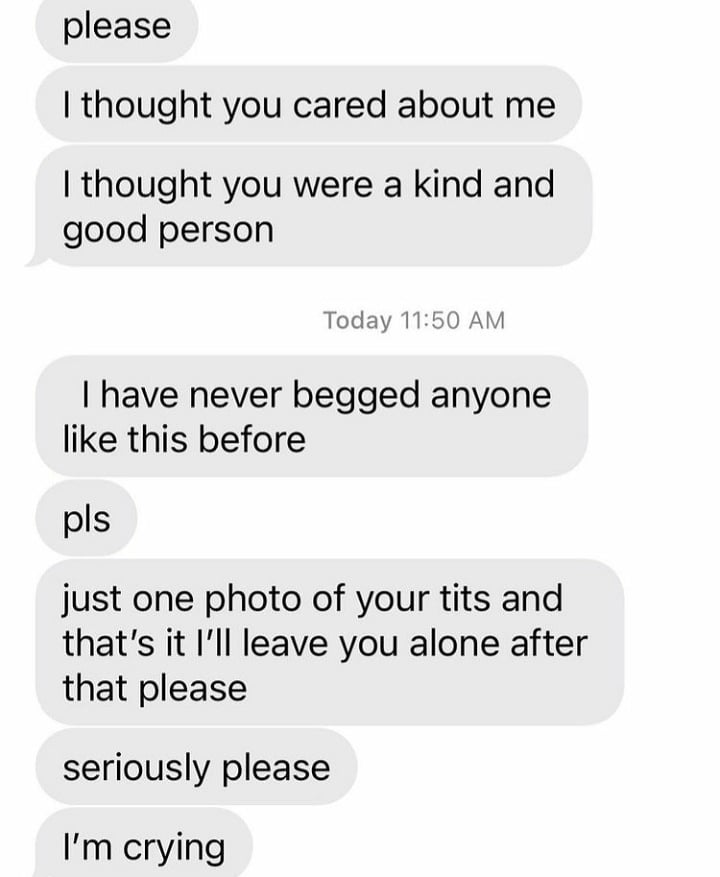 please
I thought you cared about me
I thought you were a kind and
good person
Today 11:50 AM
I have never begged anyone
like this before
pls
just one photo of your tits and
that's it I'll leave you alone after
that please
seriously please
I'm crying